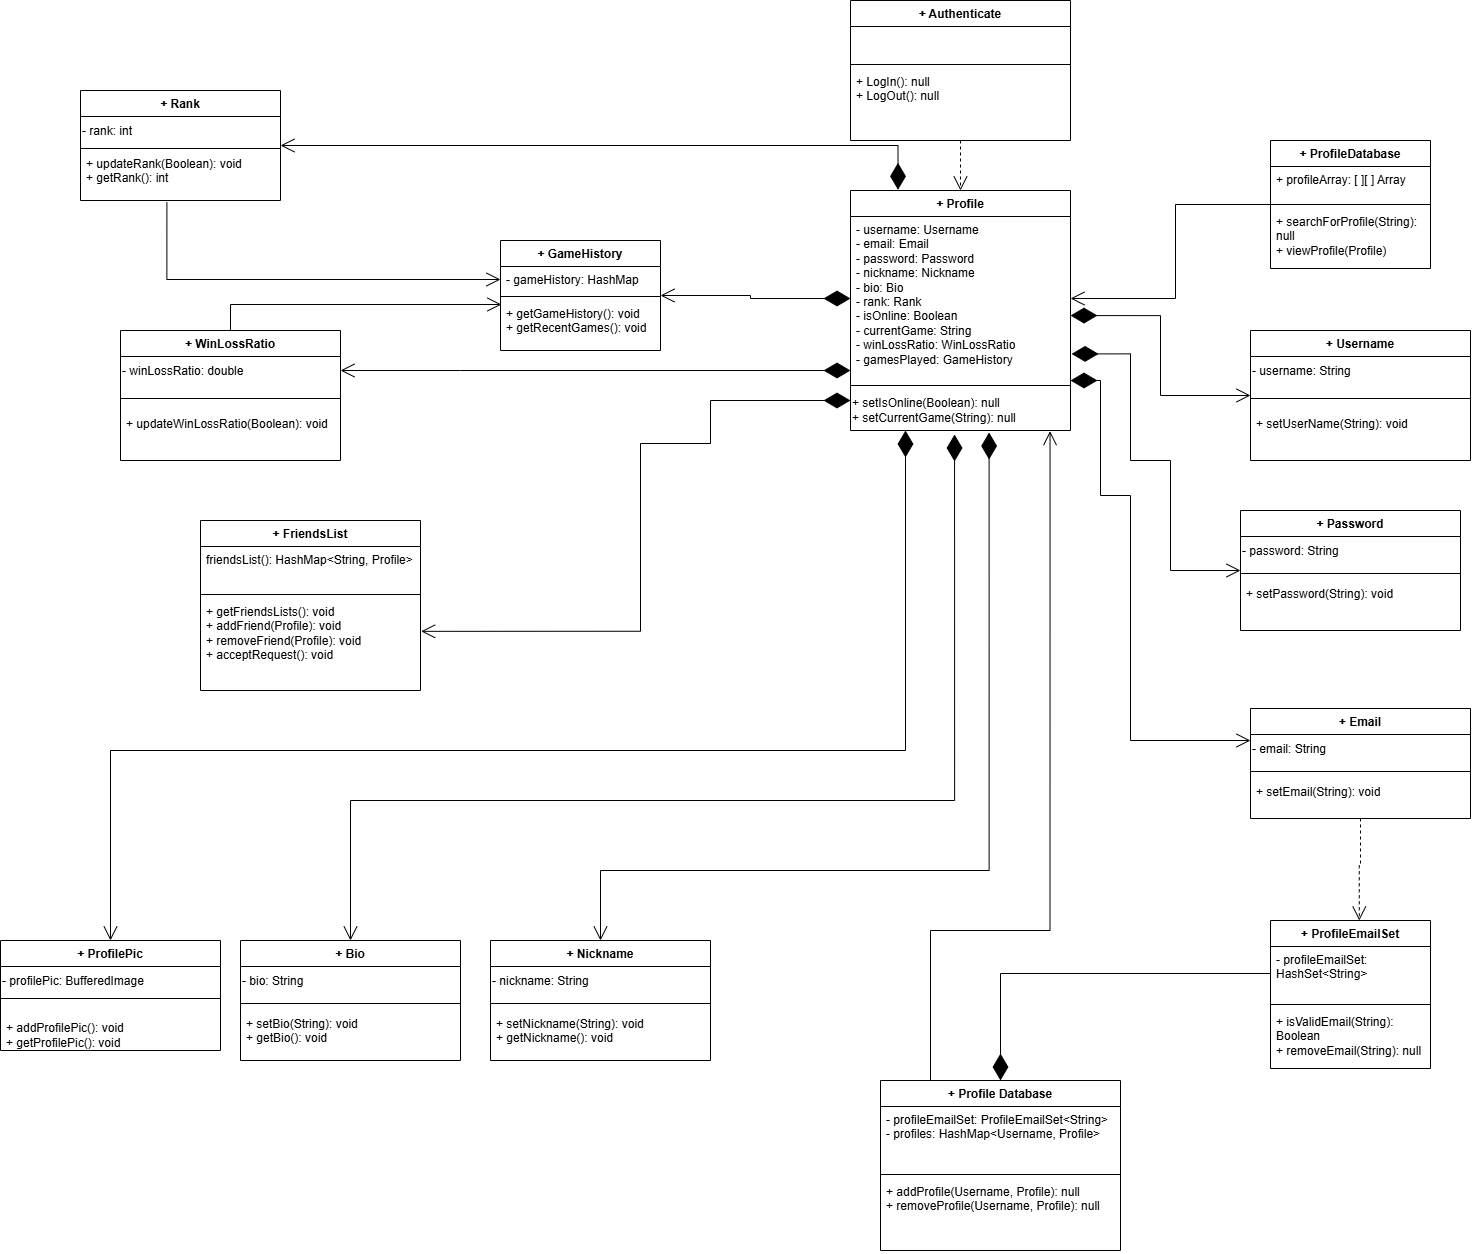 + Authenticate
+ LogIn(): null
+ LogOut(): null
+ Rank
- rank: int
+ updateRank(Boolean): void
+ getRank(): int
+ ProfileDatabase
+ profileArray: [ ][ ] Array
+ searchForProfile(String):
null
+ viewProfile(Profile)
+ Profile
- username: Username
- email: Email
- password: Password
- nickname: Nickname
- bio: Bio
- rank: Rank
- isOnline: Boolean
- currentGame: String
- winLossRatio: WinLossRatio
- gamesPlayed: GameHistory
+ setIsOnline(Boolean): null
+ setCurrentGame(String): null
+ GameHistory
- gameHistory: HashMap
+ getGameHistory(): void
+ getRecentGames(): void
+ WinLossRatio
- winLossRatio: double
+ updateWinLossRatio(Boolean): void
+ Username
- username: String
+ setUserName(String): void
+ FriendsList
friendsList(): HashMap<String, Profile>
+ getFriendsLists(): void
+ addFriend(Profile): void
+ removeFriend(Profile): void
+ acceptRequest(): void
+ Password
- password: String
+ setPassword(String): void
+ Email
- email: String
+ setEmail(String): void
+ ProfilePic
- profilePic: BufferedImage
+ addProfilePic(): void
+ getProfilePic(): void
+ Bio
- bio: String
+ setBio(String): void
+ getBio(): void
+ Nickname
- nickname: String
+ setNickname(String): void
+ getNickname(): void
+ ProfileEmailSet
- profileEmailSet:
HashSet<String>
+ isValidEmail(String):
Boolean
+ removeEmail(String): null
+ Profile Database
- profileEmailSet: ProfileEmailSet<String>
- profiles: HashMap<Username, Profile>
+ addProfile(Username, Profile): null
+ removeProfile(Username, Profile): null